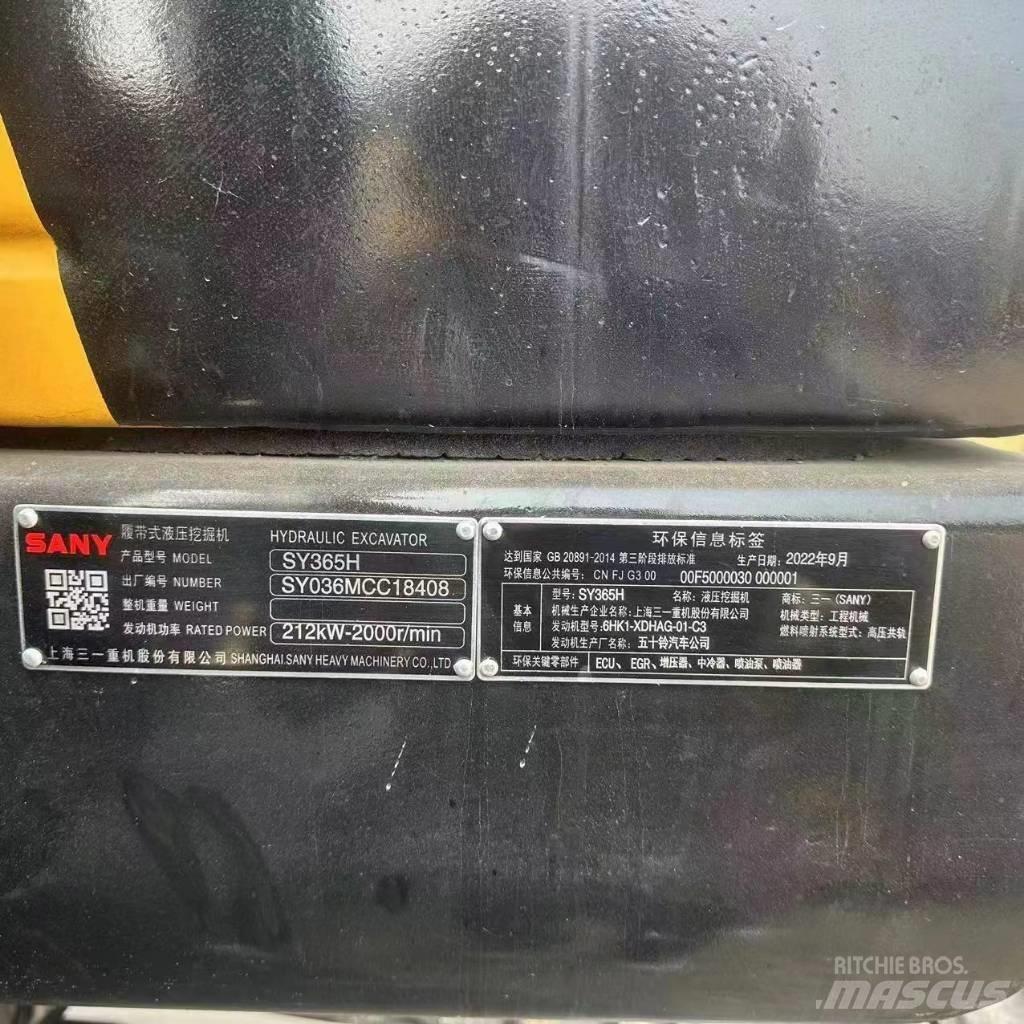 履带式液压挖掘机 HYDRAULIC EXCAVATOR
SANY
产品型号 MODEL SY365H
出厂编号 NUMBER SY036MCC18408
整机重量 WEIGHT
发动机功率 RATED POWER 212kW-2000r/min
上海三一重机股份有限公司 SHANGHAI SANY HEAVY MACHINERY CO.,LTD
环保信息标签
达到国家 GB 20891-2014 第三阶段排放标准 生产日期: 2022年9月
环保信息公共编号: CN FJ G3 00 00F5000030 000001
型号: SY365H 名称: 液压挖掘机 商标: 三一 (SANY)
基本 机械生产企业名称: 上海三一重机股份有限公司 机械类型: 工程机械
信息 发动机型号: 6HK1-XDHAG-01-C3 燃料喷射系统型式: 高压共轨
发动机生产厂名称: 五十铃汽车公司
环保关键零部件 ECU、EGR、增压器、中冷器、喷油泵、喷油器
RITCHIE BROS.
MASCUS